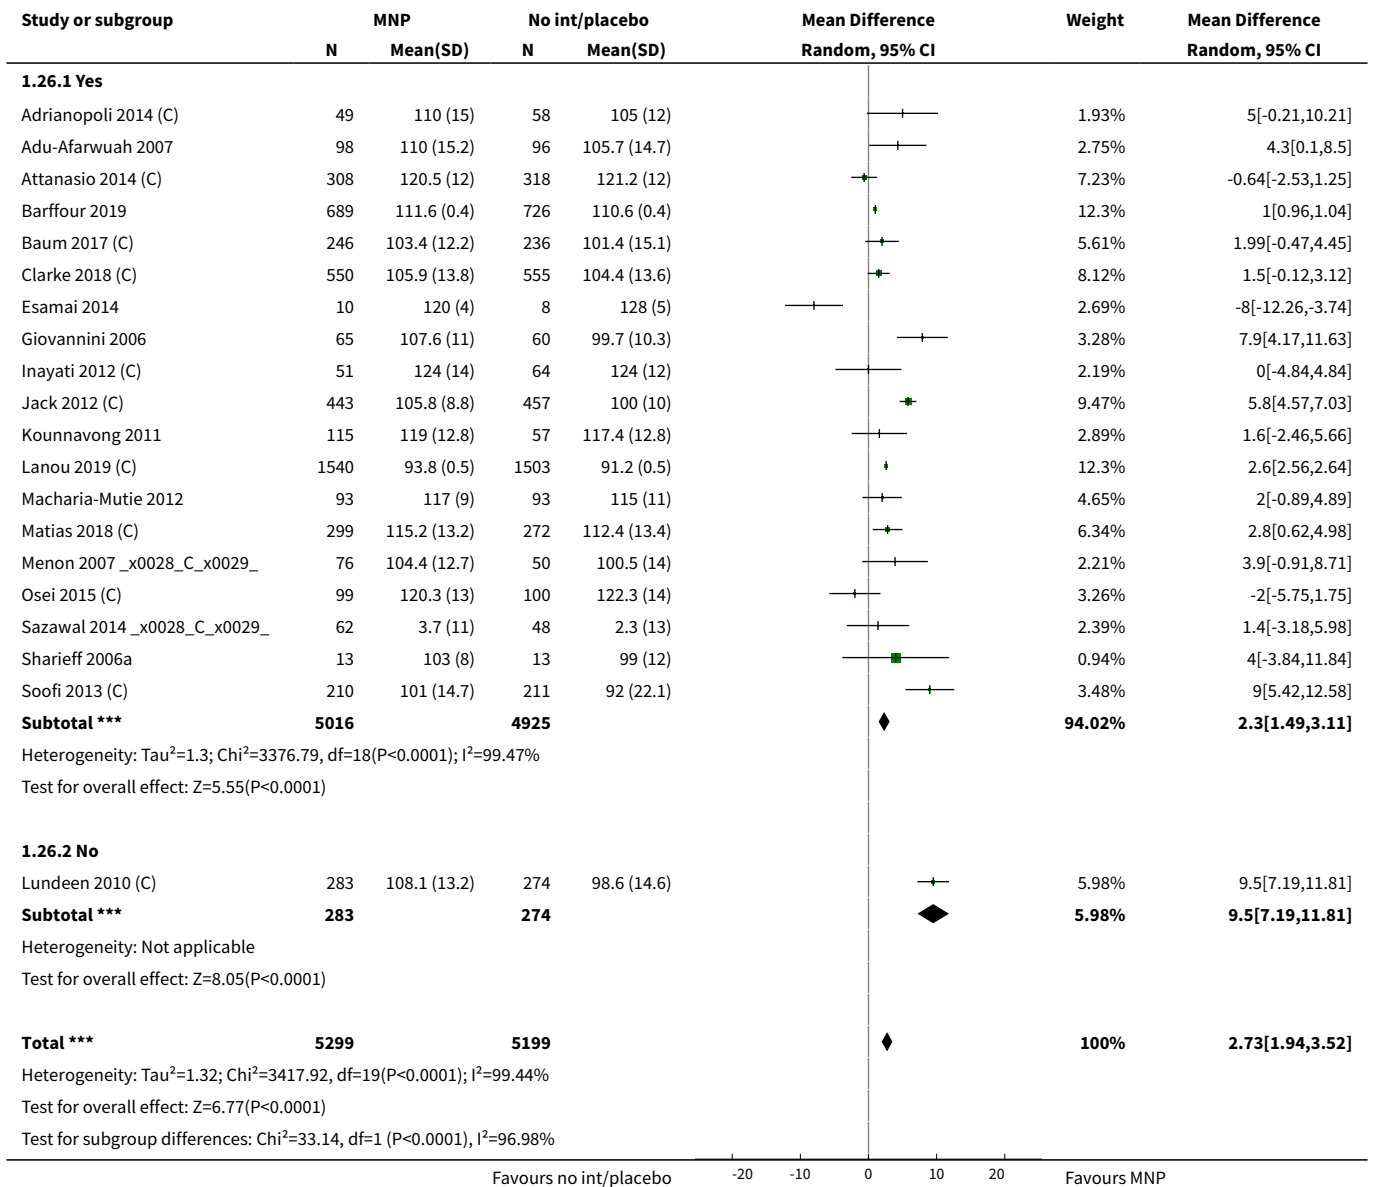 Study or subgroup MNP No int/placebo Mean Difference Weight Mean Difference
N Mean(SD) N Mean(SD) Random, 95% CI Random, 95% CI
1.26.1 Yes
Adrianopoli 2014 (C) 49 110 (15) 58 105 (12) 1.93% 5[-0.21,10.21]
Adu-Afarwuah 2007 98 110 (15.2) 96 105.7 (14.7) 2.75% 4.3[0.1,8.5]
Attanasio 2014 (C) 308 120.5 (12) 318 121.2 (12) 7.23% -0.64[-2.53,1.25]
Barffour 2019 689 111.6 (0.4) 726 110.6 (0.4) 12.3% 1[0.96,1.04]
Baum 2017 (C) 246 103.4 (12.2) 236 101.4 (15.1) 5.61% 1.99[-0.47,4.45]
Clarke 2018 (C) 550 105.9 (13.8) 555 104.4 (13.6) 8.12% 1.5[-0.12,3.12]
Esamai 2014 10 120 (4) 8 128 (5) 2.69% -8[-12.26,-3.74]
Giovannini 2006 65 107.6 (11) 60 99.7 (10.3) 3.28% 7.9[4.17,11.63]
Inayati 2012 (C) 51 124 (14) 64 124 (12) 2.19% 0[-4.84,4.84]
Jack 2012 (C) 443 105.8 (8.8) 457 100 (10) 9.47% 5.8[4.57,7.03]
Kounnavong 2011 115 119 (12.8) 57 117.4 (12.8) 2.89% 1.6[-2.46,5.66]
Lanou 2019 (C) 1540 93.8 (0.5) 1503 91.2 (0.5) 12.3% 2.6[2.56,2.64]
Macharia-Mutie 2012 93 117 (9) 93 115 (11) 4.65% 2[-0.89,4.89]
Matias 2018 (C) 299 115.2 (13.2) 272 112.4 (13.4) 6.34% 2.8[0.62,4.98]
Menon 2007 _x0028_C_x0029_ 76 104.4 (12.7) 50 100.5 (14) 2.21% 3.9[-0.91,8.71]
Osei 2015 (C) 99 120.3 (13) 100 122.3 (14) 3.26% -2[-5.75,1.75]
Sazawal 2014 _x0028_C_x0029_ 62 3.7 (11) 48 2.3 (13) 2.39% 1.4[-3.18,5.98]
Sharieff 2006a 13 103 (8) 13 99 (12) 0.94% 4[-3.84,11.84]
Soofi 2013 (C) 210 101 (14.7) 211 92 (22.1) 3.48% 9[5.42,12.58]
Subtotal *** 5016 4925 94.02% 2.3[1.49,3.11]
Heterogeneity: Tau²=1.3; Chi²=3376.79, df=18(P<0.0001); I²=99.47%
Test for overall effect: Z=5.55(P<0.0001)
1.26.2 No
Lundeen 2010 (C) 283 108.1 (13.2) 274 98.6 (14.6) 5.98% 9.5[7.19,11.81]
Subtotal *** 283 274 5.98% 9.5[7.19,11.81]
Heterogeneity: Not applicable
Test for overall effect: Z=8.05(P<0.0001)
Total *** 5299 5199 100% 2.73[1.94,3.52]
Heterogeneity: Tau²=1.32; Chi²=3417.92, df=19(P<0.0001); I²=99.44%
Test for overall effect: Z=6.77(P<0.0001)
Test for subgroup differences: Chi²=33.14, df=1 (P<0.0001), I²=96.98%
Favours no int/placebo -20 -10 0 10 20 Favours MNP